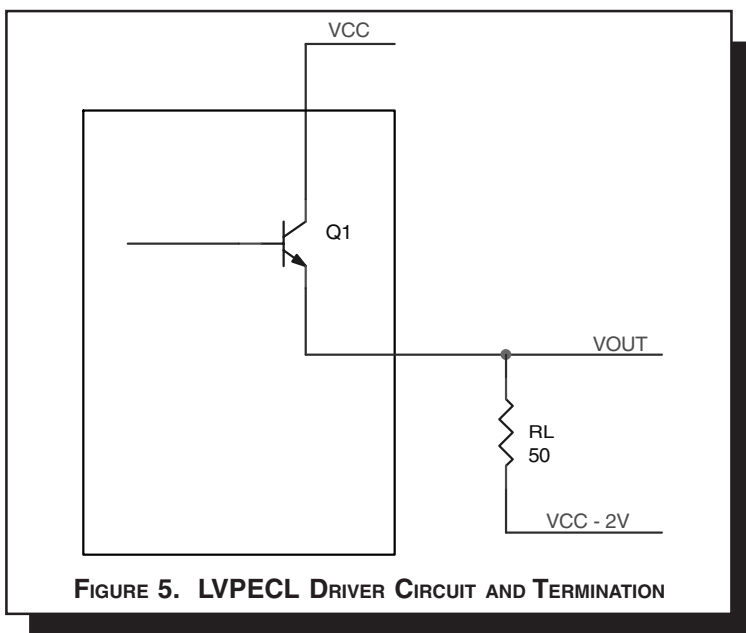 VCC
Q1
VOUT
RL
50
VCC - 2V
FIGURE 5. LVPECL DRIVER CIRCUIT AND TERMINATION